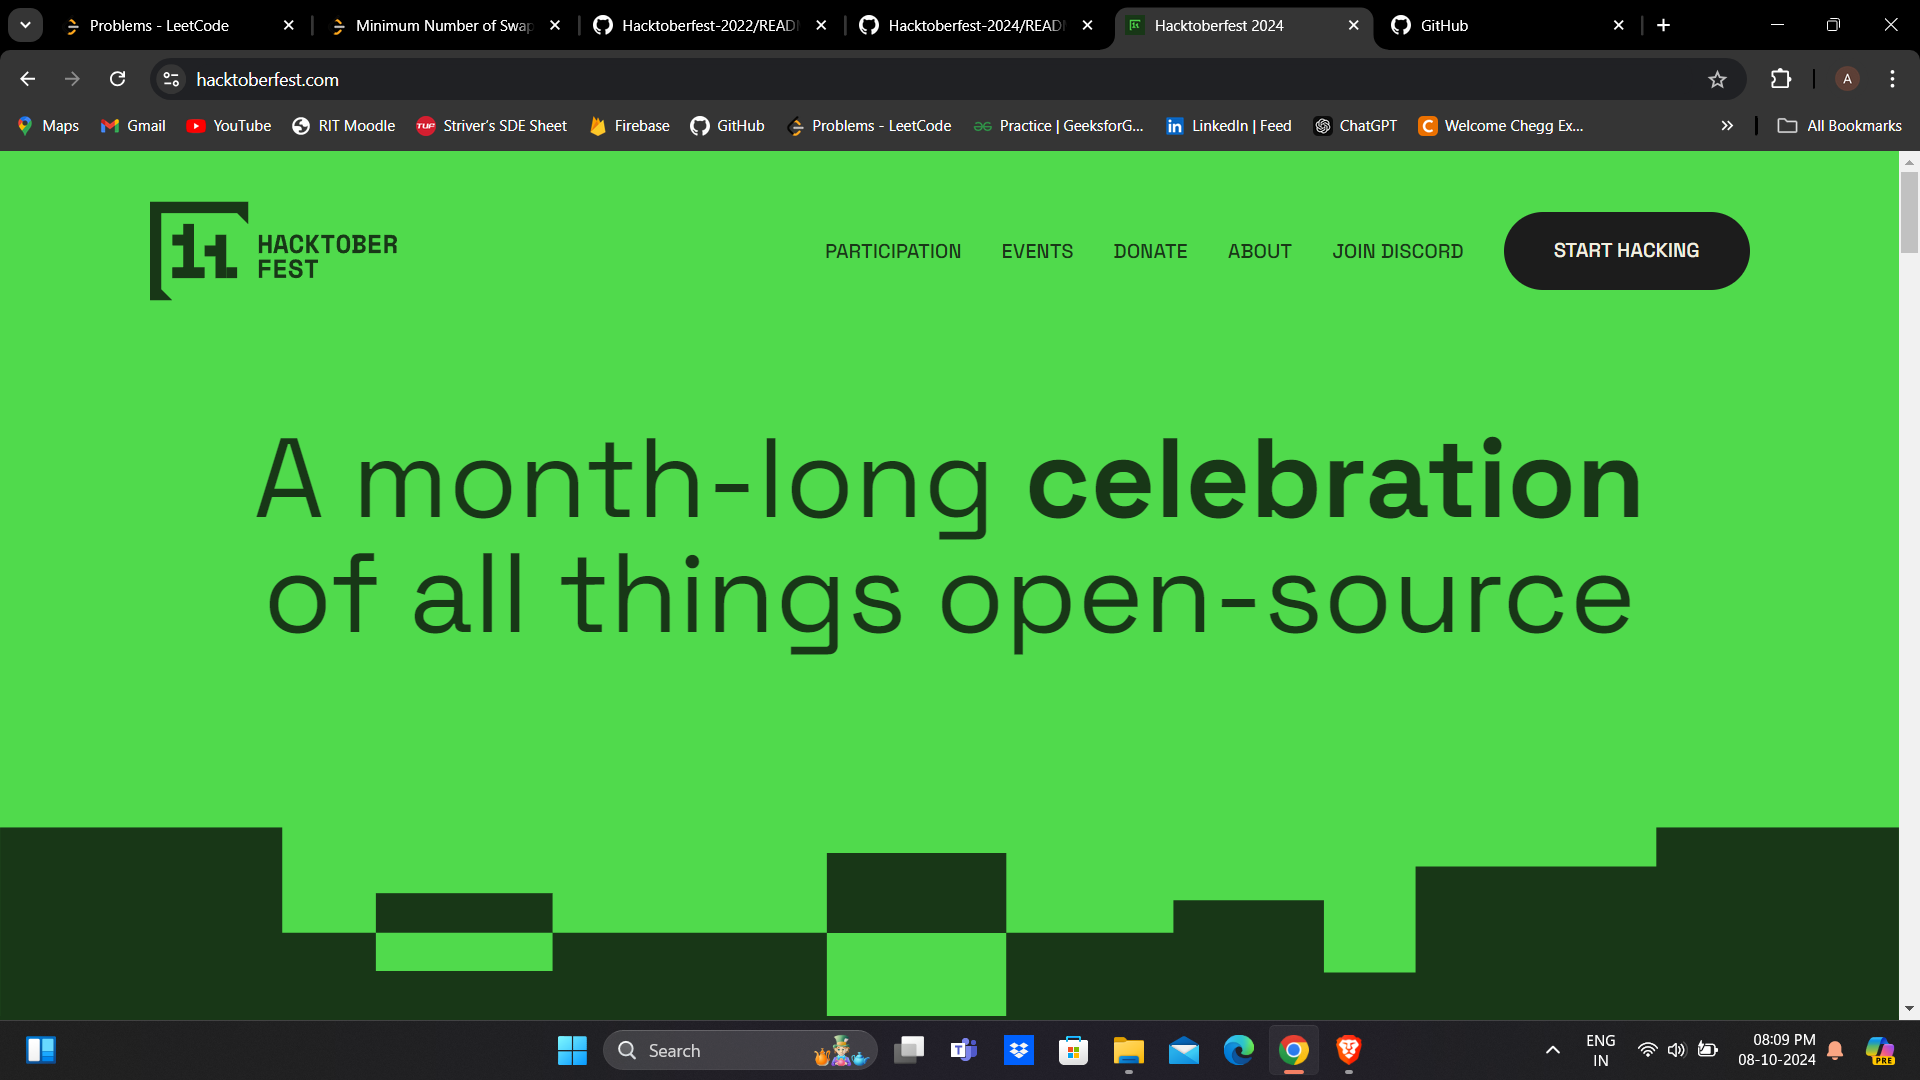 Problems - LeetCode
Minimum Number of Swap
Hacktoberfest-2022/READ
Hacktoberfest-2024/READ
Hacktoberfest 2024
GitHub
hacktoberfest.com
A
Maps
Gmail
YouTube
RIT Moodle
TUF
Striver's SDE Sheet
Firebase
GitHub
Problems - LeetCode
Practice | GeeksforG...
in
LinkedIn | Feed
ChatGPT
C
Welcome Chegg Ex...
All Bookmarks
HACKTOBER
FEST
PARTICIPATION
EVENTS
DONATE
ABOUT
JOIN DISCORD
START HACKING
A month-long celebration
of all things open-source
Search
ENG
IN
08:09 PM
08-10-2024
PRE